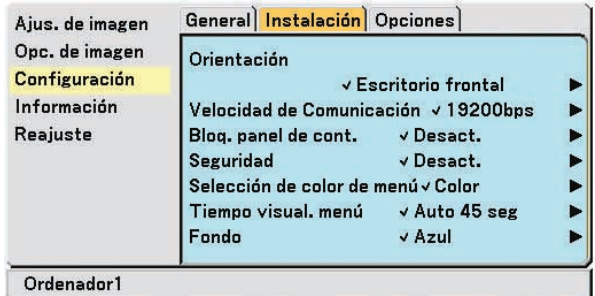 Ajus. de imagen
Opc. de imagen
Configuración
Información
Reajuste
General Instalación Opciones
Orientación
✓ Escritorio frontal ▶
Velocidad de Comunicación ✓ 19200bps ▶
Bloq. panel de cont. ✓ Desact. ▶
Seguridad ✓ Desact. ▶
Selección de color de menú ✓ Color ▶
Tiempo visual. menú ✓ Auto 45 seg ▶
Fondo ✓ Azul ▶
Ordenador1